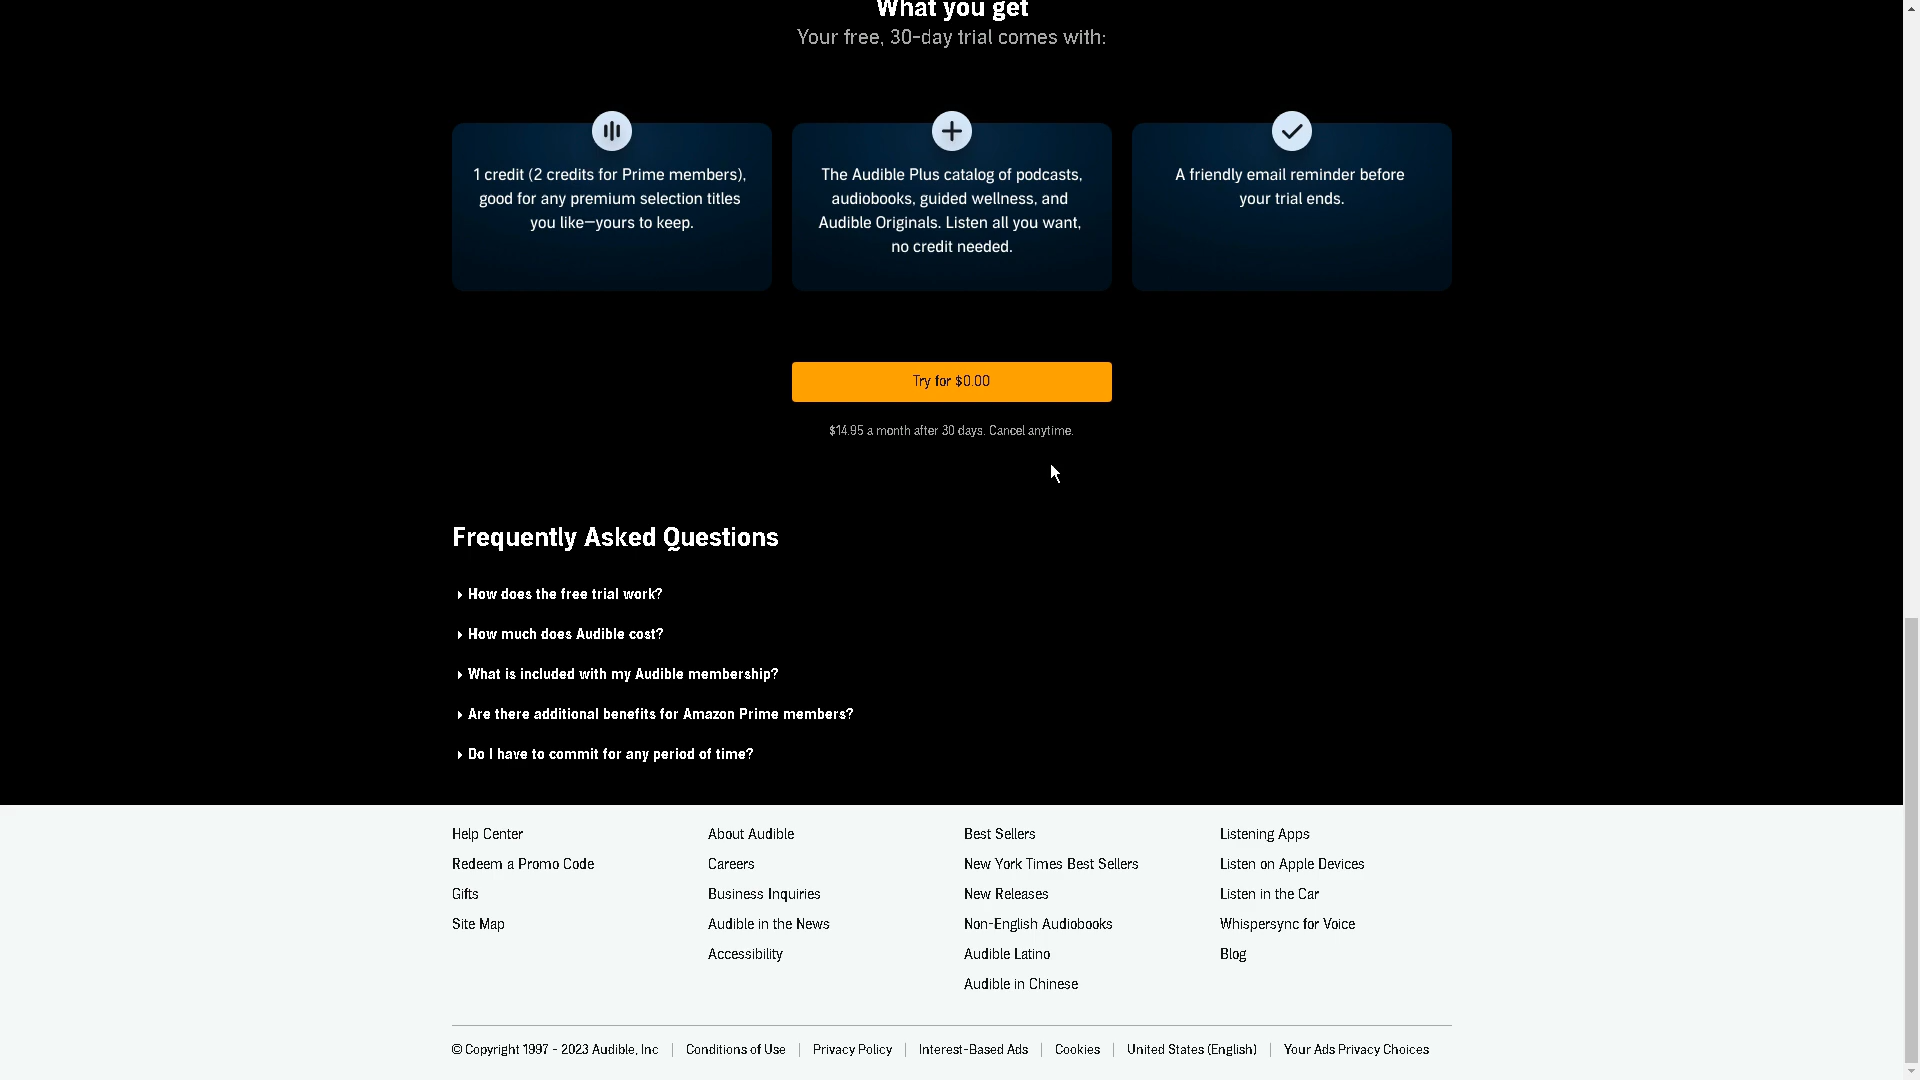 What you get
Your free, 30-day trial comes with:
1 credit (2 credits for Prime members),
good for any premium selection titles
you like—yours to keep.
The Audible Plus catalog of podcasts,
audiobooks, guided wellness, and
Audible Originals. Listen all you want,
no credit needed.
A friendly email reminder before
your trial ends.
Try for $0.00
$14.95 a month after 30 days. Cancel anytime.
Frequently Asked Questions
How does the free trial work?
How much does Audible cost?
What is included with my Audible membership?
Are there additional benefits for Amazon Prime members?
Do I have to commit for any period of time?
Help Center
Redeem a Promo Code
Gifts
Site Map
About Audible
Careers
Business Inquiries
Audible in the News
Accessibility
Best Sellers
New York Times Best Sellers
New Releases
Non-English Audiobooks
Audible Latino
Audible in Chinese
Listening Apps
Listen on Apple Devices
Listen in the Car
Whispersync for Voice
Blog
© Copyright 1997 - 2023 Audible, Inc | Conditions of Use | Privacy Policy | Interest-Based Ads | Cookies | United States (English) | Your Ads Privacy Choices